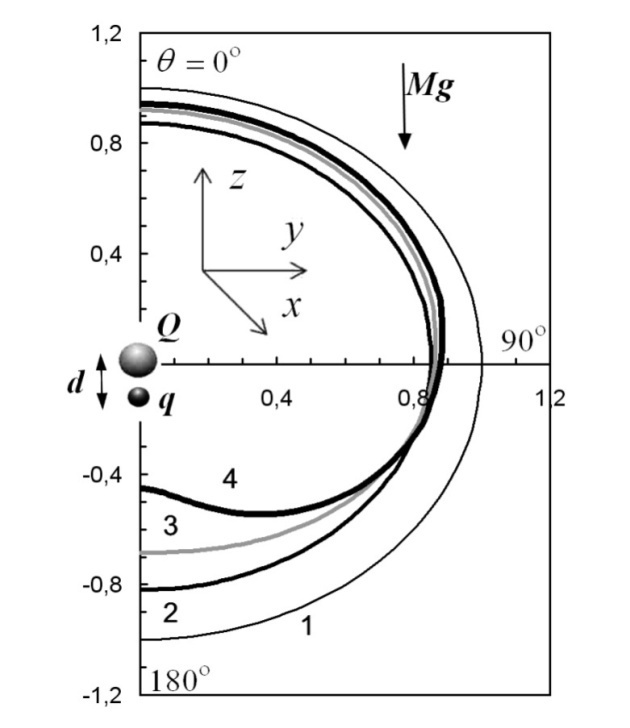 1,2
θ = 0°
Mg
0,8
z
0,4
y
x
Q
90°
d
q
0,4
0,8
1,2
-0,4
4
3
-0,8
2
1
180°
-1,2